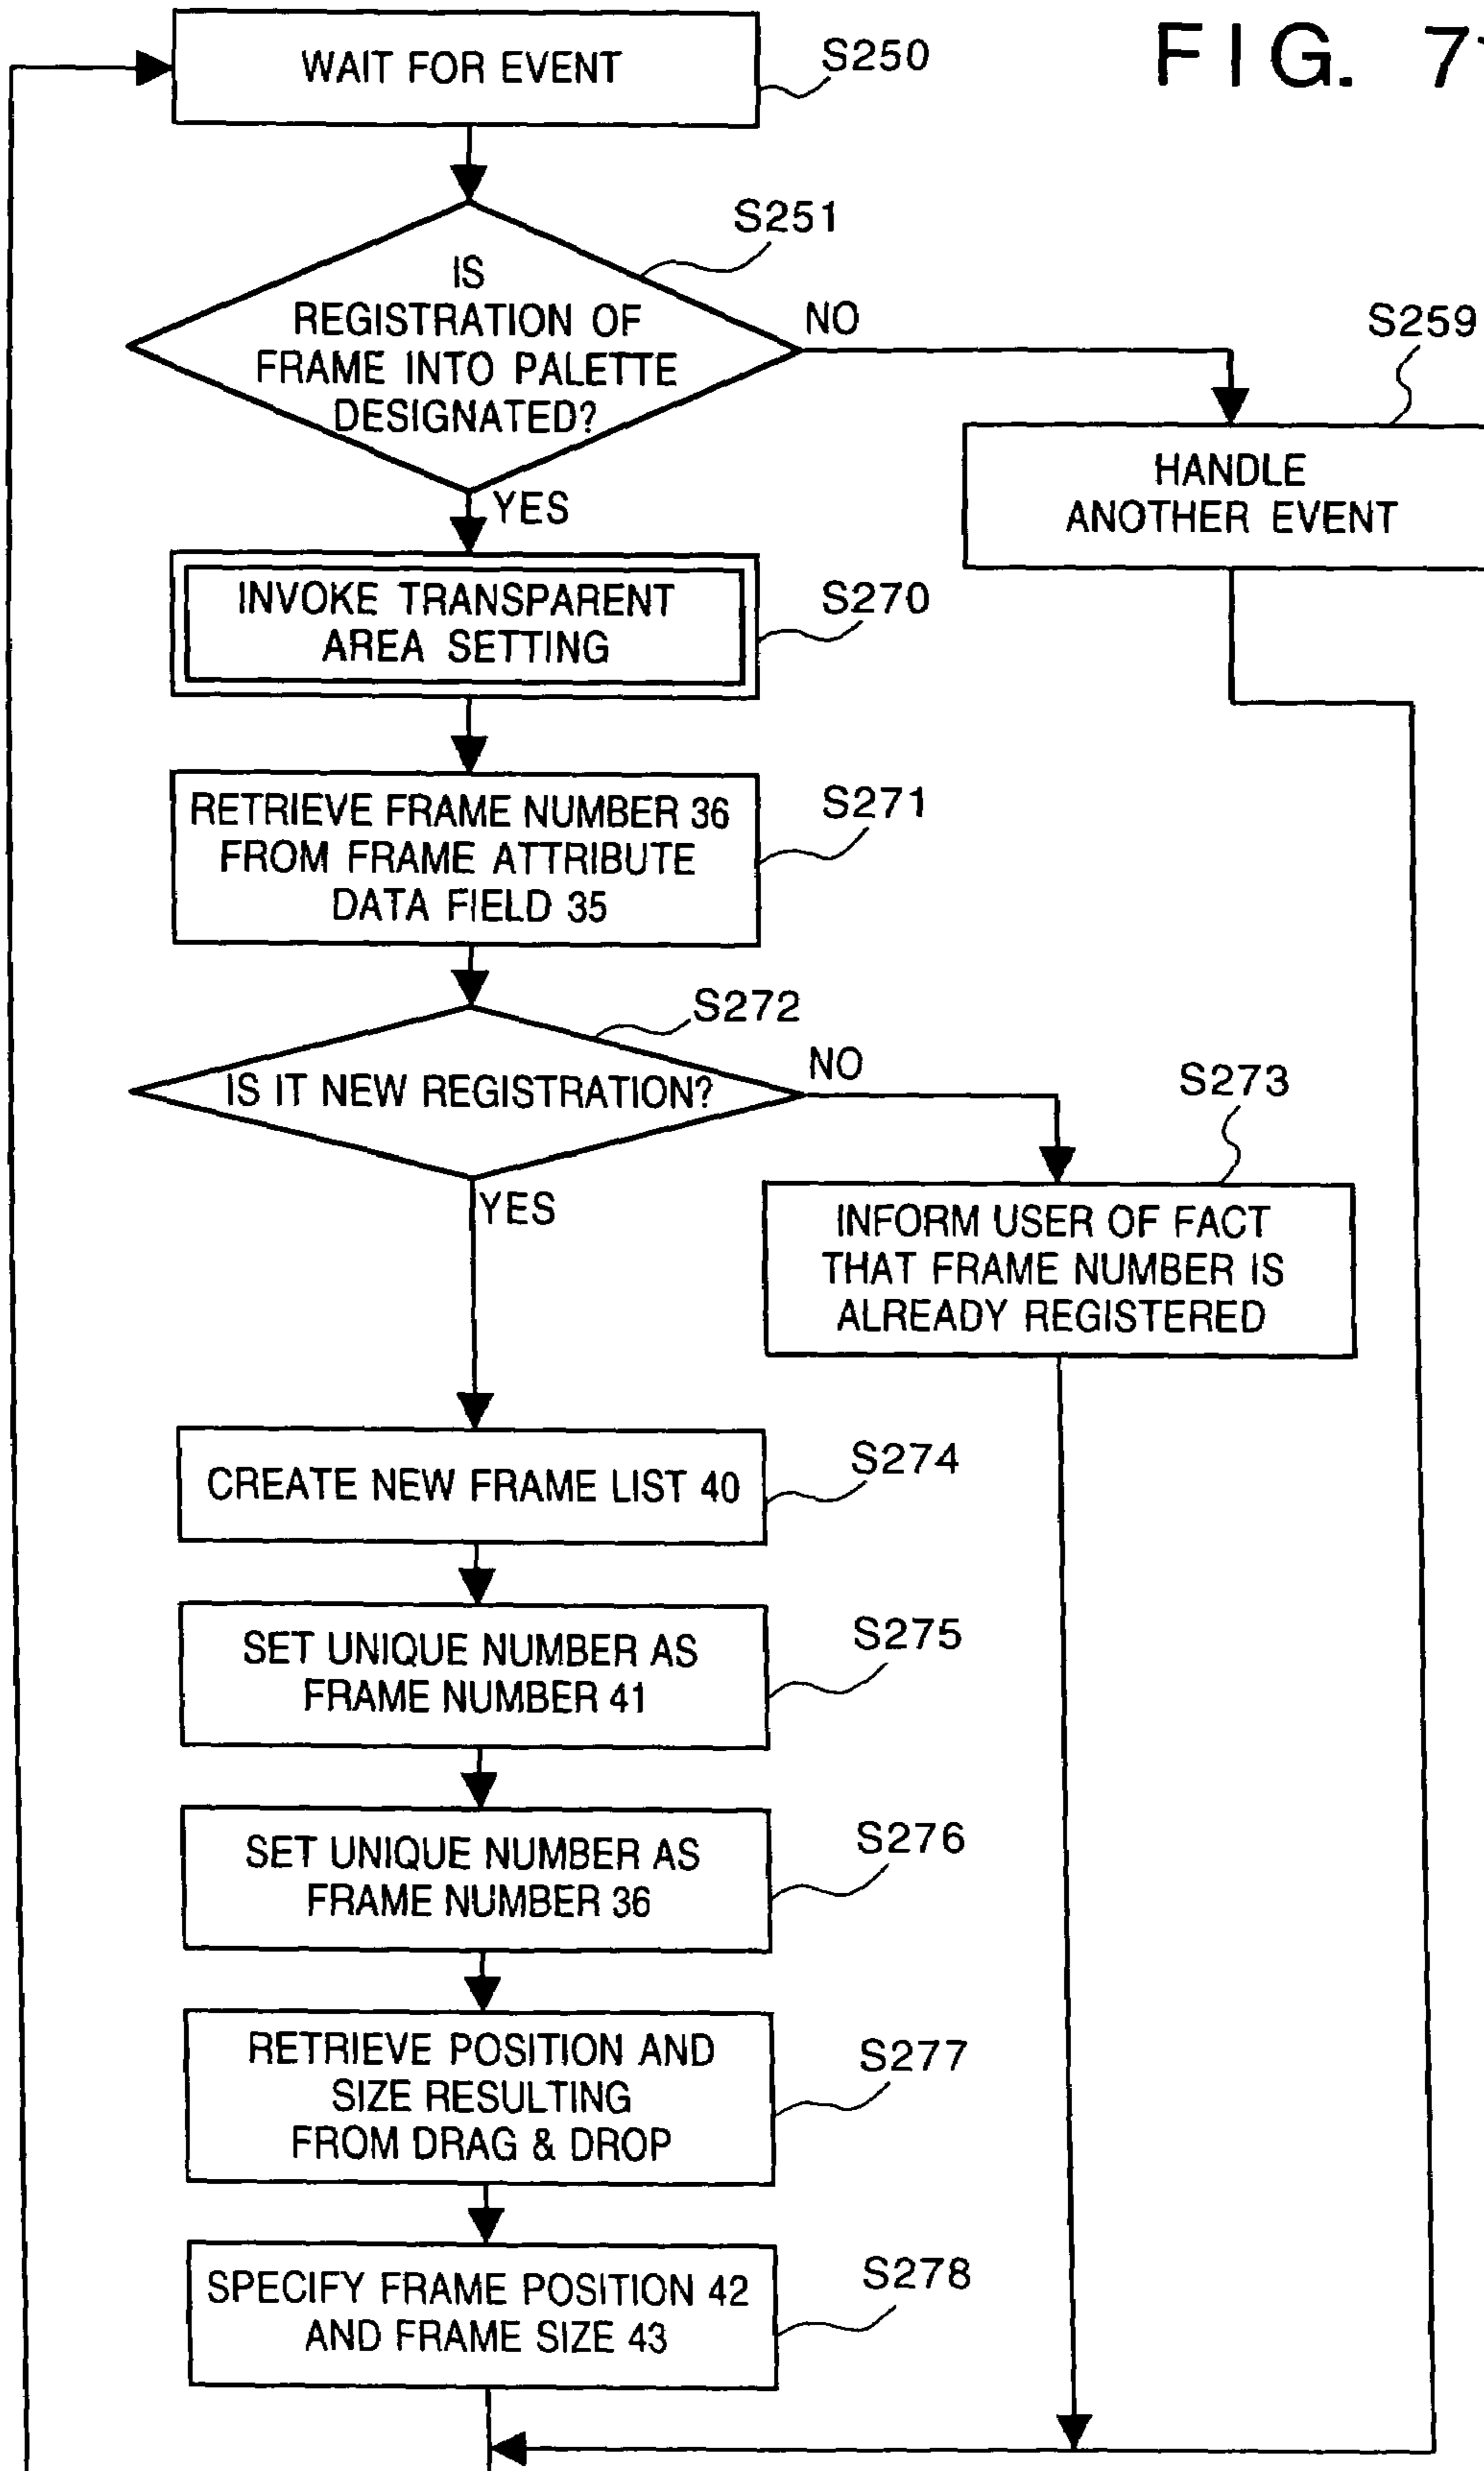 FIG. 7
WAIT FOR EVENT
S250
S251
IS
REGISTRATION OF
FRAME INTO PALETTE
DESIGNATED?
NO
S259
HANDLE
ANOTHER EVENT
YES
INVOKE TRANSPARENT
AREA SETTING
S270
RETRIEVE FRAME NUMBER 36
FROM FRAME ATTRIBUTE
DATA FIELD 35
S271
S272
IS IT NEW REGISTRATION?
NO
S273
INFORM USER OF FACT
THAT FRAME NUMBER IS
ALREADY REGISTERED
YES
CREATE NEW FRAME LIST 40
S274
SET UNIQUE NUMBER AS
FRAME NUMBER 41
S275
SET UNIQUE NUMBER AS
FRAME NUMBER 36
S276
RETRIEVE POSITION AND
SIZE RESULTING
FROM DRAG & DROP
S277
SPECIFY FRAME POSITION 42
AND FRAME SIZE 43
S278